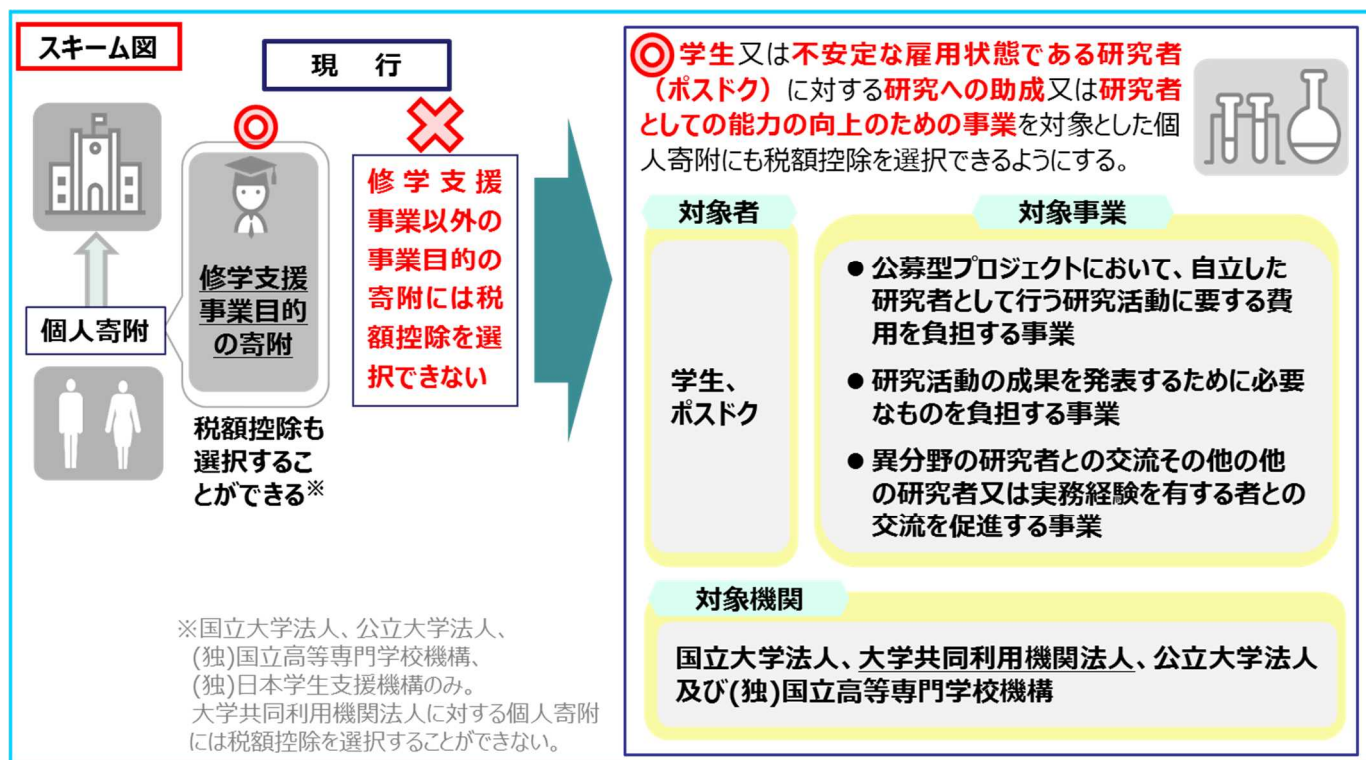 スキーム図
現 行
個人寄附
修学支援
事業目的
の寄附
税額控除も
選択するこ
とができる※
修学支援
事業以外の
事業目的の
寄附には税
額控除を選
択できない
※国立大学法人、公立大学法人、
(独)国立高等専門学校機構、
(独)日本学生支援機構のみ。
大学共同利用機関法人に対する個人寄附
には税額控除を選択することができない。
◎学生又は不安定な雇用状態である研究者
(ポスドク)に対する研究への助成又は研究者
としての能力の向上のための事業を対象とした個
人寄附にも税額控除を選択できるようにする。
対象者
学生、
ポスドク
対象事業
● 公募型プロジェクトにおいて、自立した
研究者として行う研究活動に要する費
用を負担する事業
● 研究活動の成果を発表するために必要
なものを負担する事業
● 異分野の研究者との交流その他の他
の研究者又は実務経験を有する者との
交流を促進する事業
対象機関
国立大学法人、大学共同利用機関法人、公立大学法人
及び(独)国立高等専門学校機構